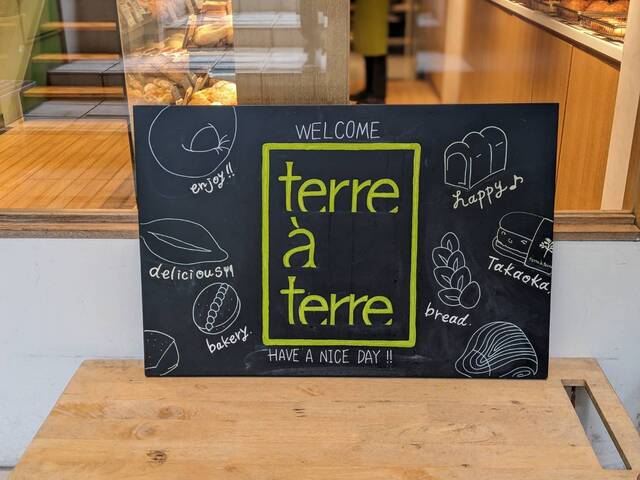 WELCOME
enjoy!!
happy♪
terre
à
terre
delicious
Takaoka
bakery.
bread.
HAVE A NICE DAY !!